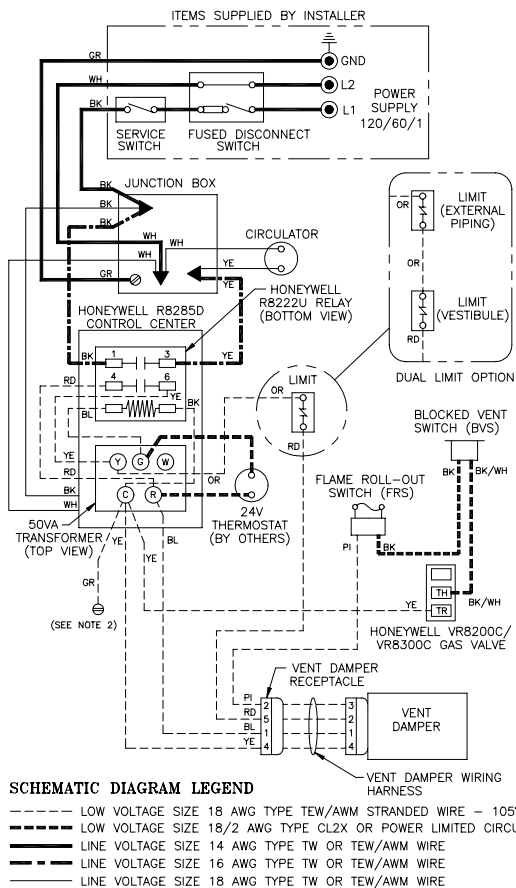 ITEMS SUPPLIED BY INSTALLER
GR
GND
WH
L2
BK
L1
POWER
SUPPLY
120/60/1
SERVICE
SWITCH
FUSED DISCONNECT
SWITCH
JUNCTION BOX
BK
BK
BK
WH
WH
WH
GR
CIRCULATOR
YE
YE
OR
LIMIT
(EXTERNAL
PIPING)
OR
LIMIT
(VESTIBULE)
RD
DUAL LIMIT OPTION
HONEYWELL
R8222U RELAY
(BOTTOM VIEW)
HONEYWELL R8285D
CONTROL CENTER
BK
1
3
YE
RD
4
6
YE
BL
BK
LIMIT
OR
RD
BLOCKED VENT
SWITCH (BVS)
BK
BK/WH
YE
Y
G
W
RD
OR
BK
C
R
WH
24V
THERMOSTAT
(BY OTHERS)
FLAME ROLL-OUT
SWITCH (FRS)
PI
BK
50VA
TRANSFORMER
(TOP VIEW)
YE
YE
BL
GR
(SEE NOTE 2)
YE
TH
TR
BK/WH
HONEYWELL VR8200C/
VR8300C GAS VALVE
VENT DAMPER
RECEPTACLE
PI
2
3
RD
5
2
BL
1
1
YE
4
4
VENT
DAMPER
VENT DAMPER WIRING
HARNESS
SCHEMATIC DIAGRAM LEGEND
LOW VOLTAGE SIZE 18 AWG TYPE TEW/AWM STRANDED WIRE - 105°
LOW VOLTAGE SIZE 18/2 AWG TYPE CL2X OR POWER LIMITED CIRCU
LINE VOLTAGE SIZE 14 AWG TYPE TW OR TEW/AWM WIRE
LINE VOLTAGE SIZE 16 AWG TYPE TW OR TEW/AWM WIRE
LINE VOLTAGE SIZE 18 AWG TYPE TW OR TEW/AWM WIRE